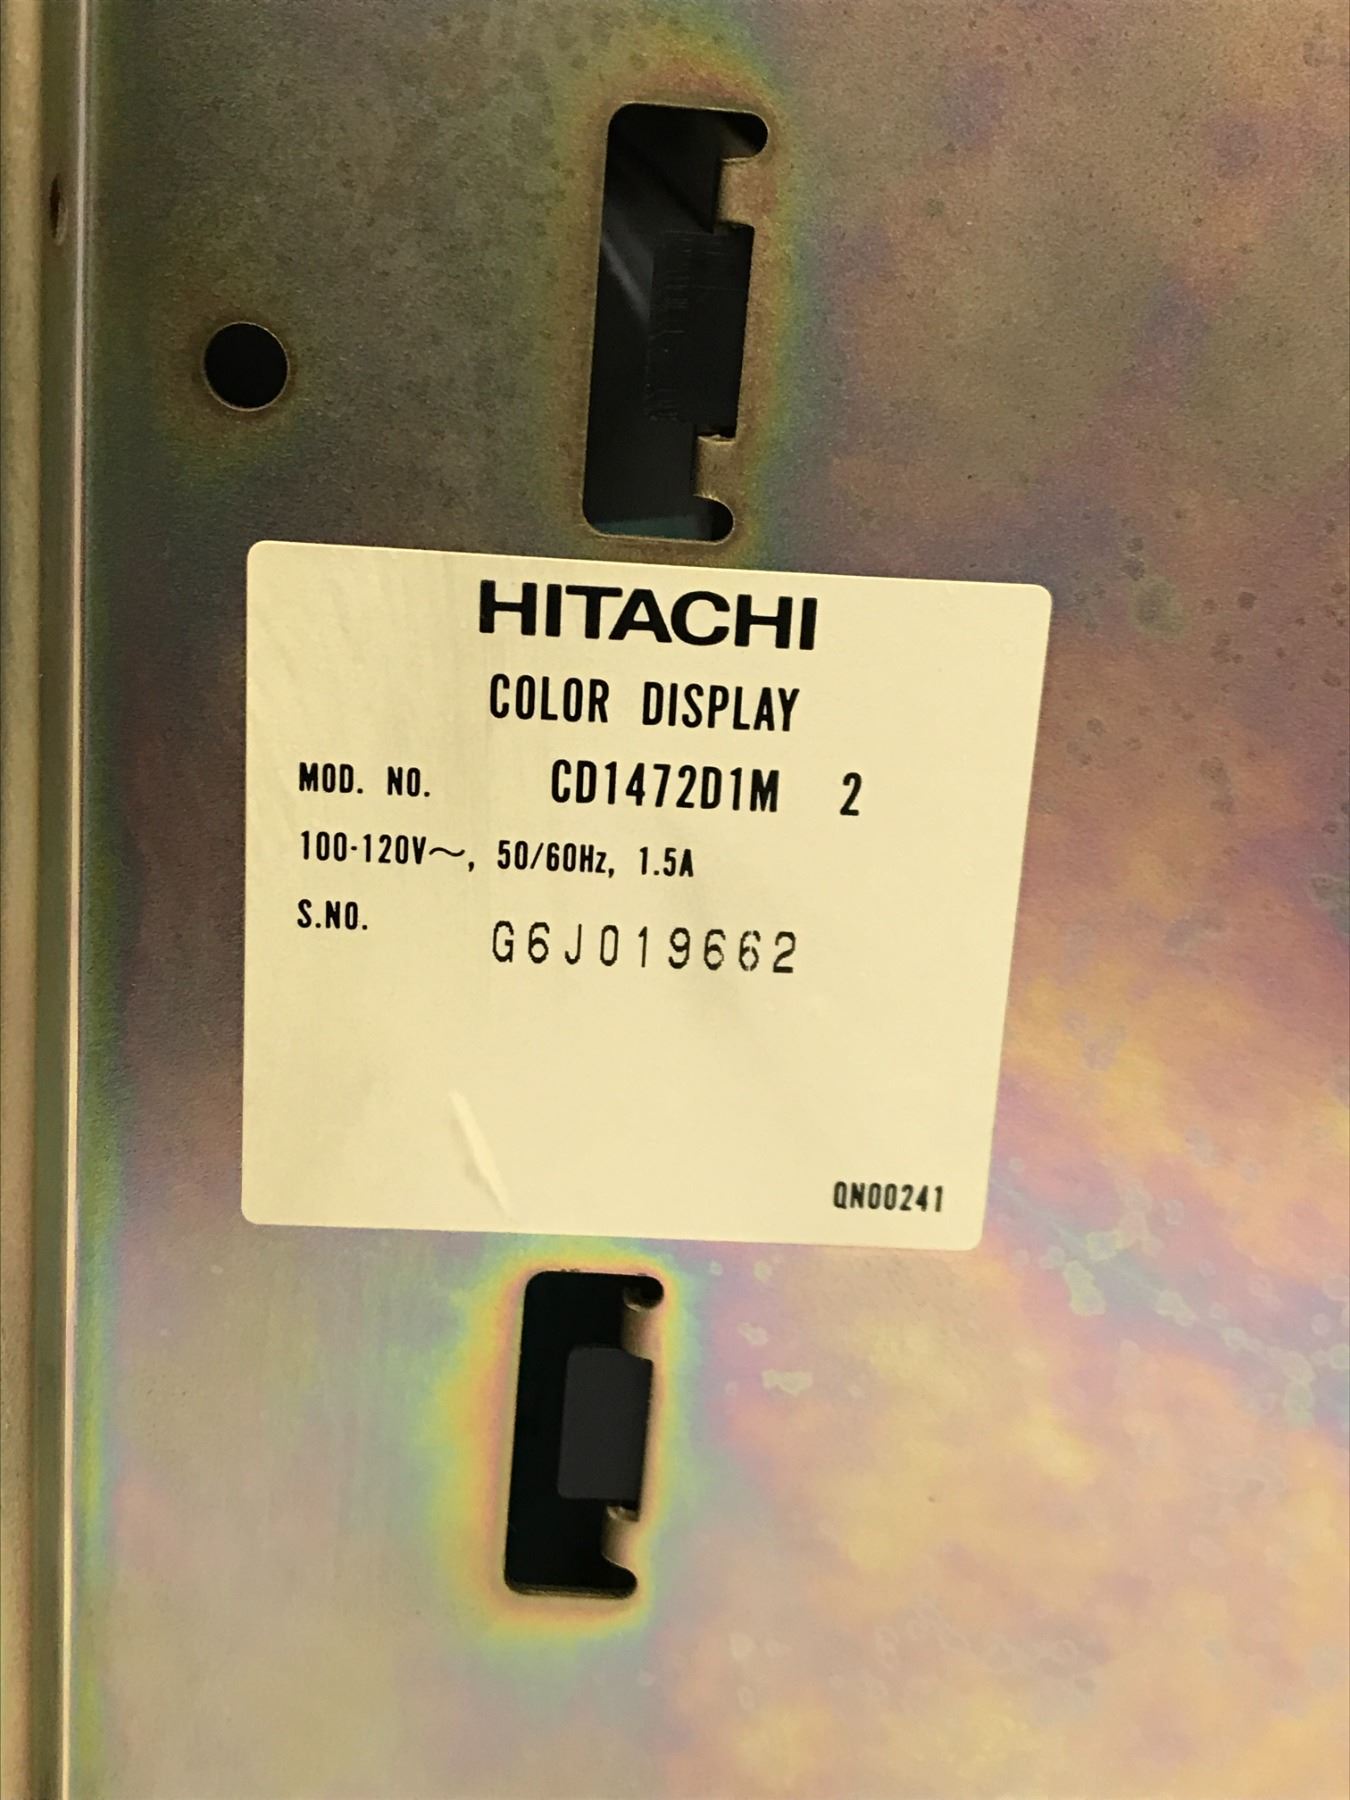 HITACHI
COLOR DISPLAY
MOD. NO. CD1472D1M 2
100-120V～, 50/60Hz, 1.5A
S.NO. G6J019662
QN00241